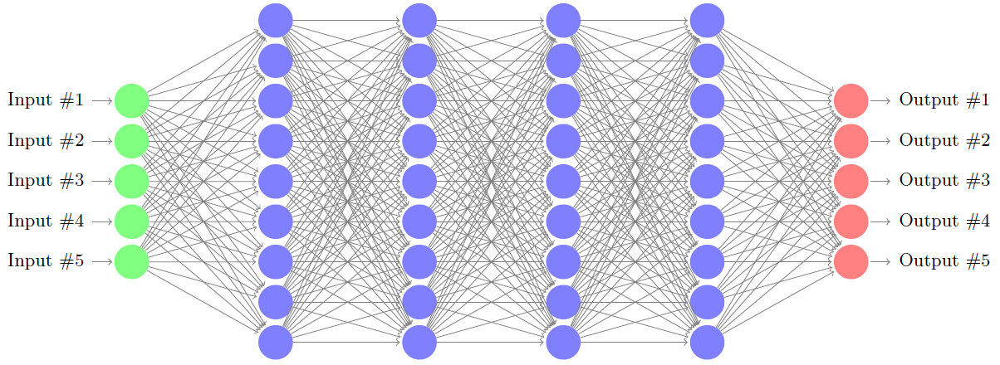 Input #1
Input #2
Input #3
Input #4
Input #5
Output #1
Output #2
Output #3
Output #4
Output #5